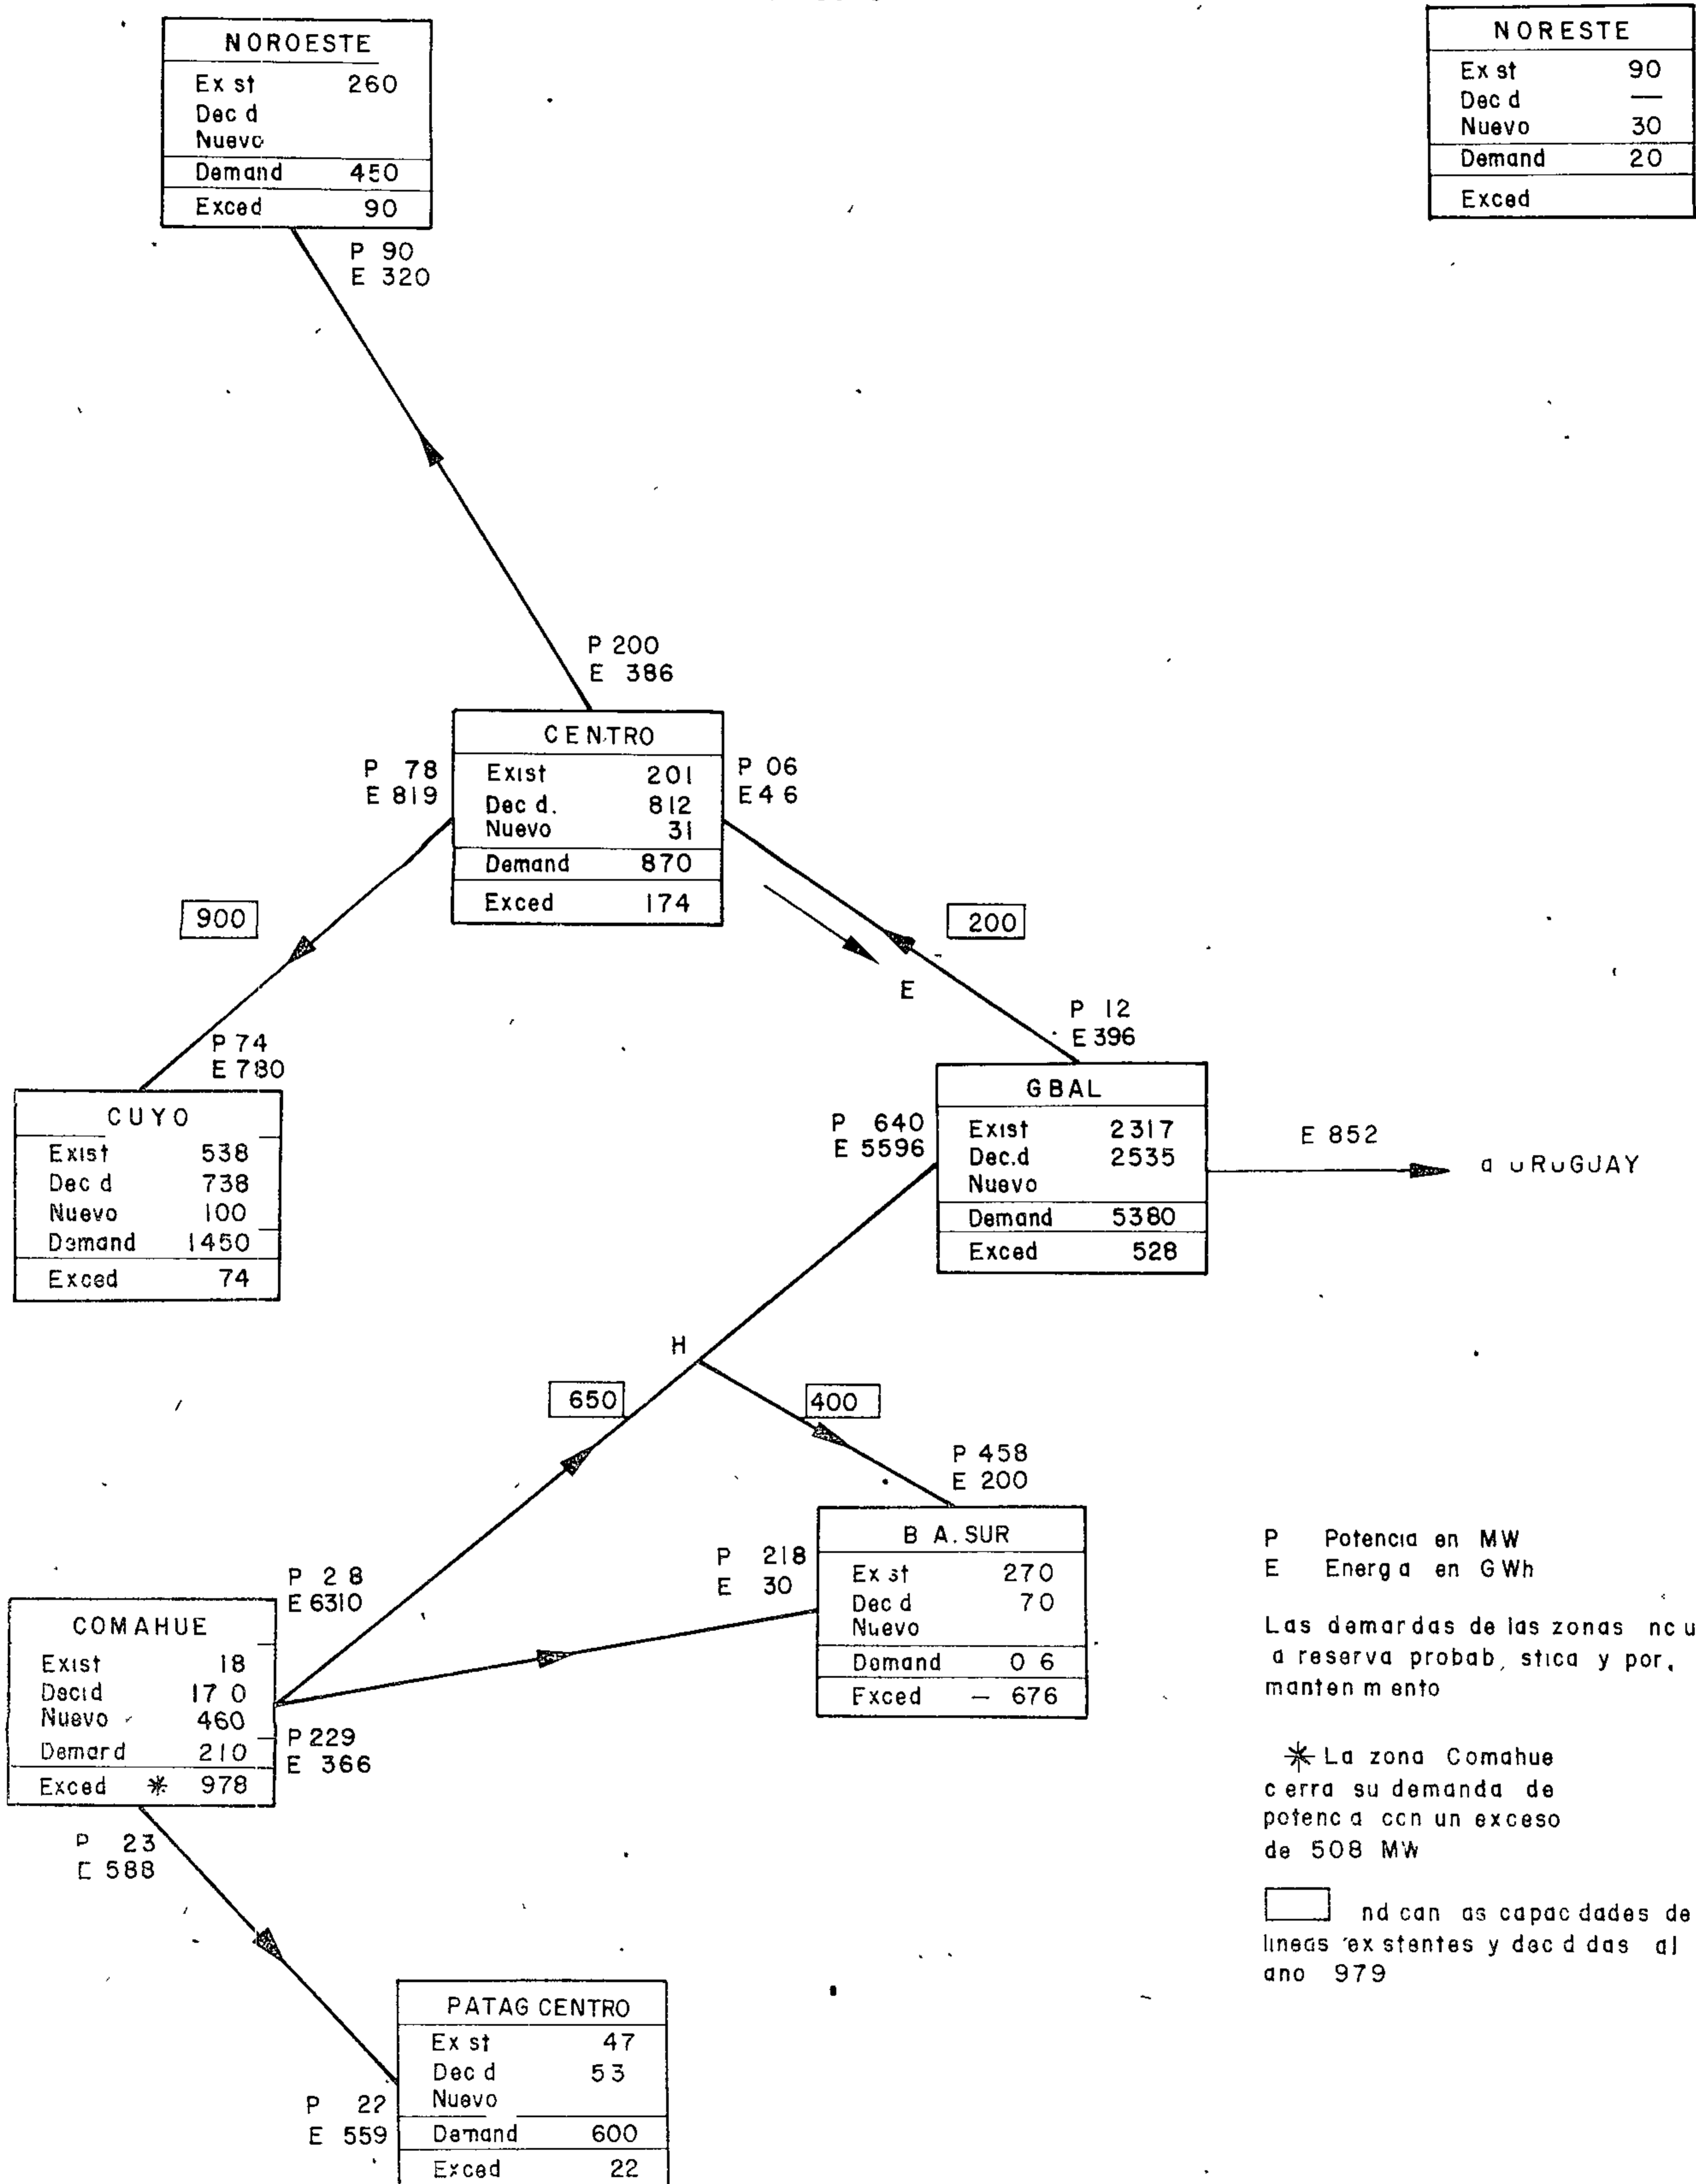 NOROESTE
Ex st 260
Dec d
Nuevo
Demand 450
Exced 90
P 90
E 320
NORESTE
Ex st 90
Dec d —
Nuevo 30
Demand 20
Exced
P 200
E 386
CENTRO
Exist 201
Dec d. 812
Nuevo 31
Demand 870
Exced 174
P 78
E 819
P 06
E 4 6
900
200
E
P 74
E 780
P 12
E 396
CUYO
Exist 538
Dec d 738
Nuevo 100
Demand 1450
Exced 74
GBAL
Exist 2317
Dec.d 2535
Nuevo
Demand 5380
Exced 528
P 640
E 5596
E 852
a URUGUAY
H
650
400
P 458
E 200
B A. SUR
Ex st 270
Dec d 70
Nuevo
Demand 0 6
Exced — 676
P 218
E 30
P 2 8
E 6310
COMAHUE
Exist 18
Decid 17 0
Nuevo 460
Demard 210
Exced * 978
P 229
E 366
P 23
E 588
PATAG CENTRO
Ex st 47
Dec d 53
Nuevo
Demand 600
Exced 22
P 22
E 559
P Potencia en MW
E Energ a en GWh
Las demardas de las zonas nc u
a reserva probab, stica y por,
manten m ento
* La zona Comahue
c erra su demanda de
potenc a con un exceso
de 508 MW
nd can as capac dades de
lineas ex stentes y dec d das al
ano 979